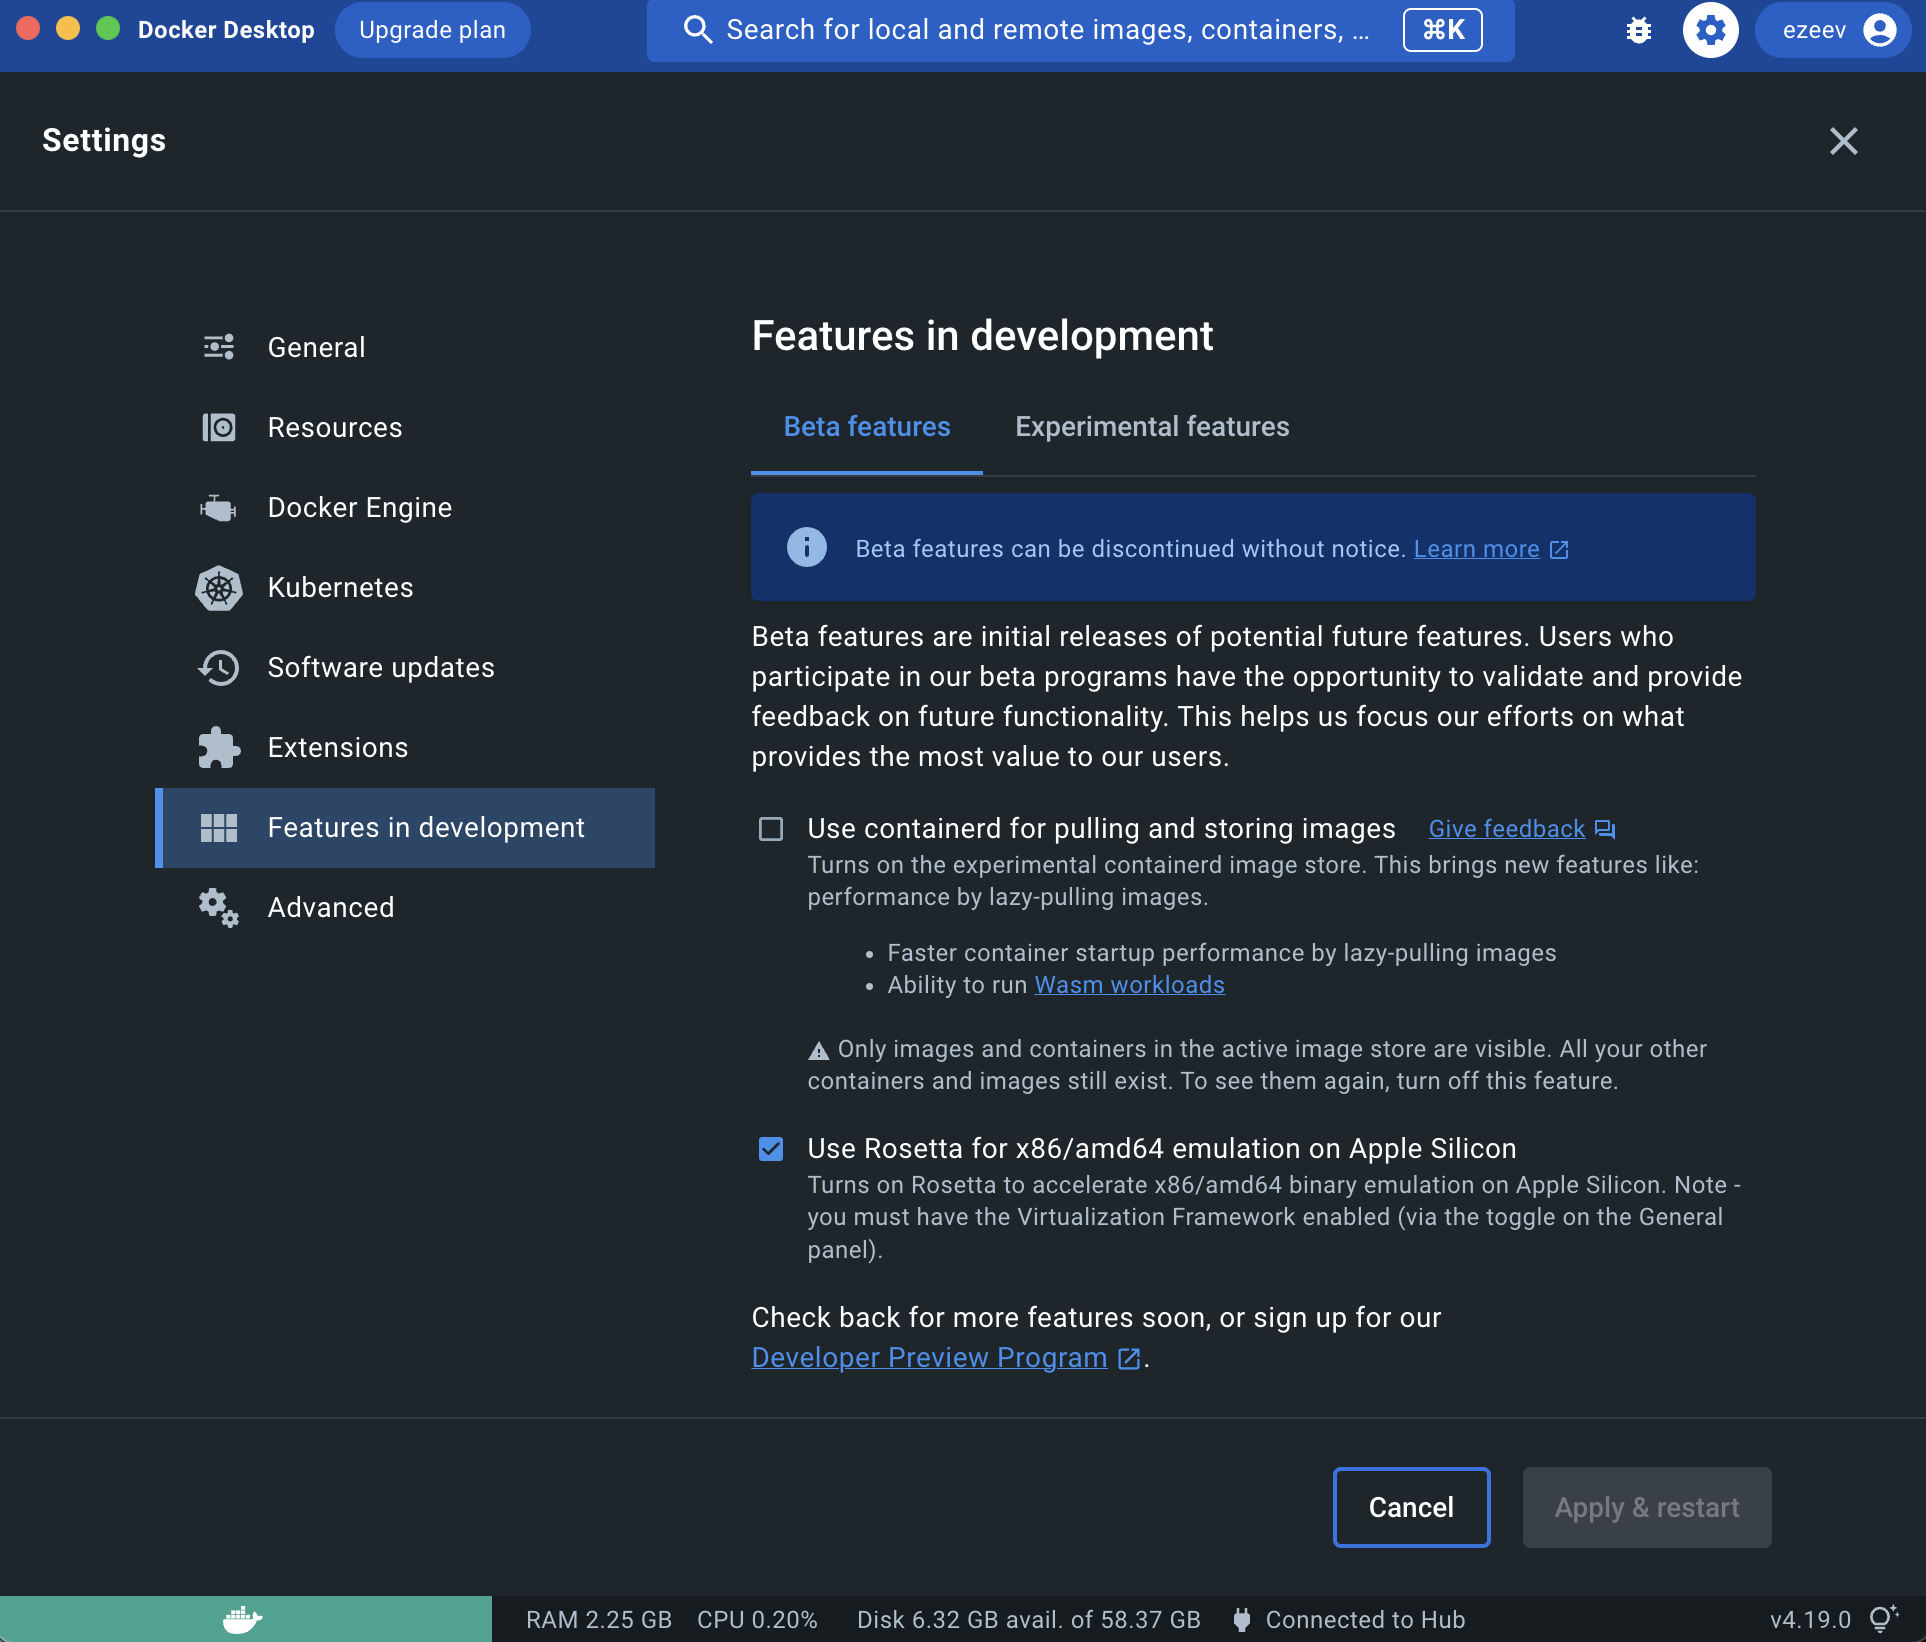 Docker Desktop
Upgrade plan
Search for local and remote images, containers, ...
⌘K
ezeev
Settings
General
Resources
Docker Engine
Kubernetes
Software updates
Extensions
Features in development
Advanced
Features in development
Beta features
Experimental features
Beta features can be discontinued without notice. Learn more
Beta features are initial releases of potential future features. Users who
participate in our beta programs have the opportunity to validate and provide
feedback on future functionality. This helps us focus our efforts on what
provides the most value to our users.
Use containerd for pulling and storing images Give feedback
Turns on the experimental containerd image store. This brings new features like:
performance by lazy-pulling images.
• Faster container startup performance by lazy-pulling images
• Ability to run Wasm workloads
Only images and containers in the active image store are visible. All your other
containers and images still exist. To see them again, turn off this feature.
Use Rosetta for x86/amd64 emulation on Apple Silicon
Turns on Rosetta to accelerate x86/amd64 binary emulation on Apple Silicon. Note -
you must have the Virtualization Framework enabled (via the toggle on the General
panel).
Check back for more features soon, or sign up for our
Developer Preview Program .
Cancel
Apply & restart
RAM 2.25 GB CPU 0.20% Disk 6.32 GB avail. of 58.37 GB Connected to Hub
v4.19.0